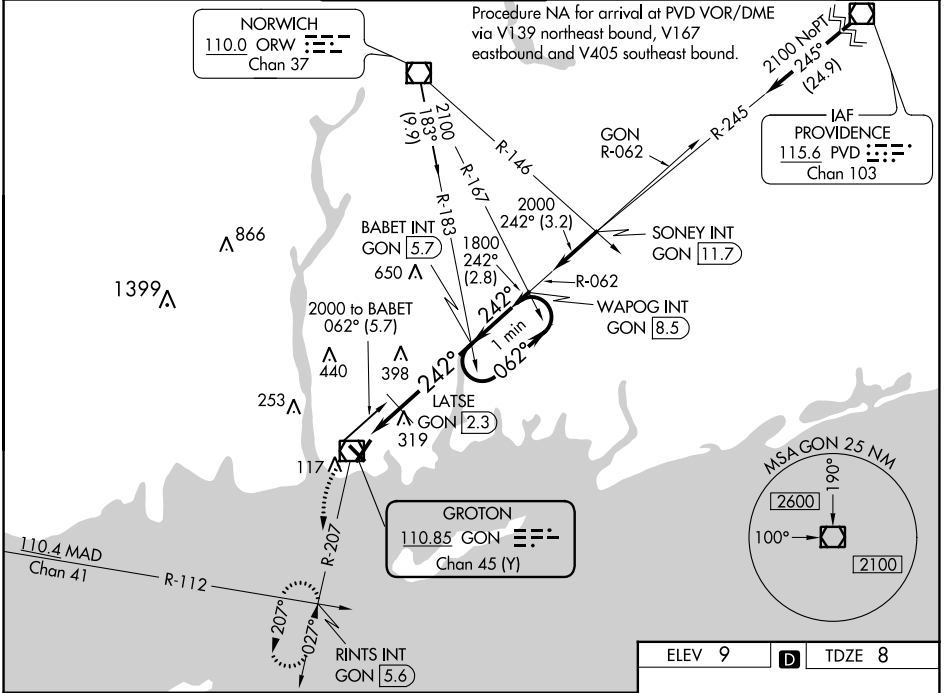 NORWICH
110.0 ORW
Chan 37
Procedure NA for arrival at PVD VOR/DME
via V139 northeast bound, V167
eastbound and V405 southeast bound.
2100 NoPT
245°
(24.9)
R-245
IAF
PROVIDENCE
115.6 PVD
Chan 103
GON
R-062
2100
183°
(9.9)
R-146
R-167
R-183
2000
242° (3.2)
SONEY INT
GON 11.7
BABET INT
GON 5.7
1800
242°
(2.8)
R-062
866
650
WAPOG INT
GON 8.5
1399
242°
1 min
062°
2000 to BABET
062° (5.7)
440
398
242°
LATSE
GON 2.3
253
319
117
MSA GON 25 NM
190°
2600
100°
2100
GROTON
110.85 GON
Chan 45 (Y)
R-207
110.4 MAD
Chan 41
R-112
207°
027°
RINTS INT
GON 5.6
ELEV 9
D
TDZE 8